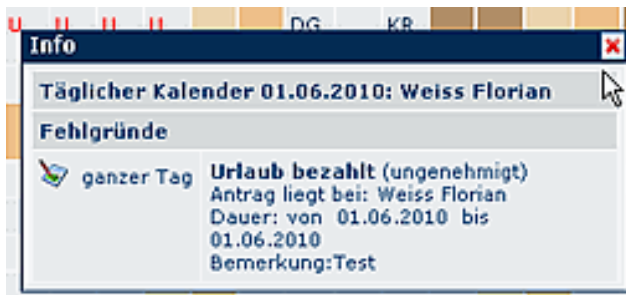 U U U U DG KR
Info
Täglicher Kalender 01.06.2010: Weiss Florian
Fehlgründe
ganzer Tag Urlaub bezahlt (ungenehmigt)
Antrag liegt bei: Weiss Florian
Dauer: von 01.06.2010 bis
01.06.2010
Bemerkung:Test